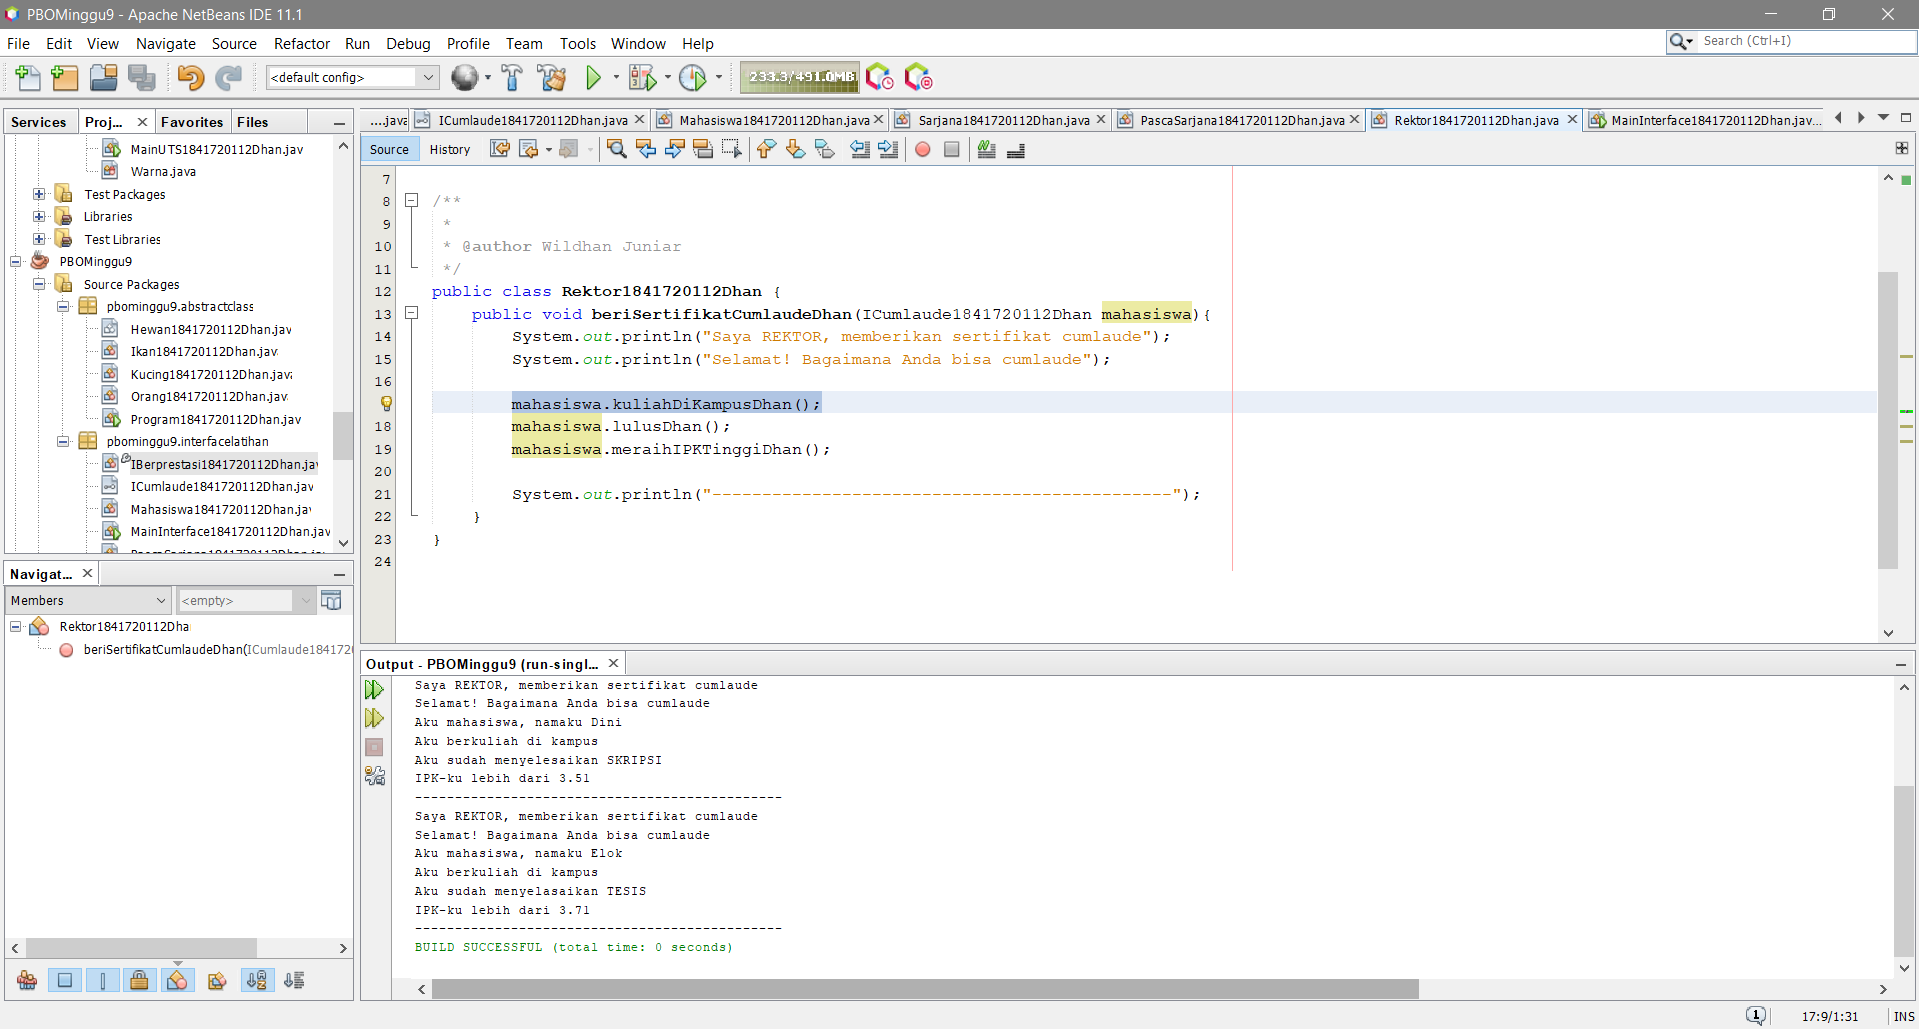 PBOMinggu9 - Apache NetBeans IDE 11.1
File Edit View Navigate Source Refactor Run Debug Profile Team Tools Window Help
Search (Ctrl+I)
<default config>
233.3/491.0MB
Services Proj... Favorites Files
MainUTS1841720112Dhan.jav
Warna.java
Test Packages
Libraries
Test Libraries
PBOMinggu9
Source Packages
pbominggu9.abstractclass
Hewan1841720112Dhan.jav
Ikan1841720112Dhan.jav
Kucing1841720112Dhan.java
Orang1841720112Dhan.jav
Program1841720112Dhan.jav
pbominggu9.interfacelatihan
IBerprestasi1841720112Dhan.jav
ICumlaude1841720112Dhan.jav
Mahasiswa1841720112Dhan.jav
MainInterface1841720112Dhan.jav
PascaSarjana1841720112Dhan.jav
Navigat...
Members
<empty>
Rektor1841720112Dhan
beriSertifikatCumlaudeDhan(ICumlaude1841720
....java ICumlaude1841720112Dhan.java Mahasiswa1841720112Dhan.java Sarjana1841720112Dhan.java PascaSarjana1841720112Dhan.java Rektor1841720112Dhan.java MainInterface1841720112Dhan.jav...
Source History
7
8 /**
9 *
10 * @author Wildhan Juniar
11 */
12 public class Rektor1841720112Dhan {
13 public void beriSertifikatCumlaudeDhan(ICumlaude1841720112Dhan mahasiswa){
14 System.out.println("Saya REKTOR, memberikan sertifikat cumlaude");
15 System.out.println("Selamat! Bagaimana Anda bisa cumlaude");
16
mahasiswa.kuliahDiKampusDhan();
18 mahasiswa.lulusDhan();
19 mahasiswa.meraihIPKTinggiDhan();
20
21 System.out.println("----------------------------------------------");
22 }
23 }
24
Output - PBOMinggu9 (run-singl...
Saya REKTOR, memberikan sertifikat cumlaude
Selamat! Bagaimana Anda bisa cumlaude
Aku mahasiswa, namaku Dini
Aku berkuliah di kampus
Aku sudah menyelesaikan SKRIPSI
IPK-ku lebih dari 3.51
----------------------------------------------
Saya REKTOR, memberikan sertifikat cumlaude
Selamat! Bagaimana Anda bisa cumlaude
Aku mahasiswa, namaku Elok
Aku berkuliah di kampus
Aku sudah menyelasaikan TESIS
IPK-ku lebih dari 3.71
----------------------------------------------
BUILD SUCCESSFUL (total time: 0 seconds)
1
17:9/1:31 INS